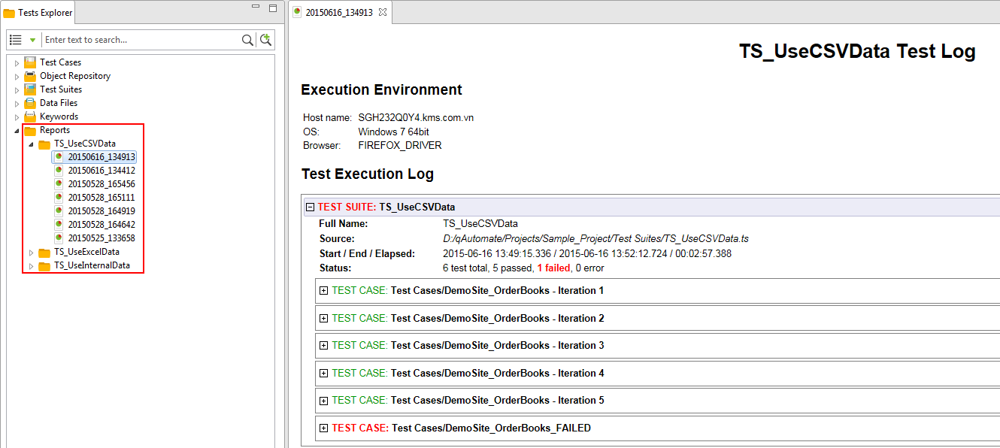 Tests Explorer
Enter text to search...
Test Cases
Object Repository
Test Suites
Data Files
Keywords
Reports
TS_UseCSVData
20150616_134913
20150616_134412
20150528_165456
20150528_165111
20150528_164919
20150528_164642
20150525_133658
TS_UseExcelData
TS_UseInternalData
20150616_134913
TS_UseCSVData Test Log
Execution Environment
Host name: SGH232Q0Y4.kms.com.vn
OS: Windows 7 64bit
Browser: FIREFOX_DRIVER
Test Execution Log
TEST SUITE: TS_UseCSVData
Full Name: TS_UseCSVData
Source: D:/qAutomate/Projects/Sample_Project/Test Suites/TS_UseCSVData.ts
Start / End / Elapsed: 2015-06-16 13:49:15.336 / 2015-06-16 13:52:12.724 / 00:02:57.388
Status: 6 test total, 5 passed, 1 failed, 0 error
TEST CASE: Test Cases/DemoSite_OrderBooks - Iteration 1
TEST CASE: Test Cases/DemoSite_OrderBooks - Iteration 2
TEST CASE: Test Cases/DemoSite_OrderBooks - Iteration 3
TEST CASE: Test Cases/DemoSite_OrderBooks - Iteration 4
TEST CASE: Test Cases/DemoSite_OrderBooks - Iteration 5
TEST CASE: Test Cases/DemoSite_OrderBooks_FAILED